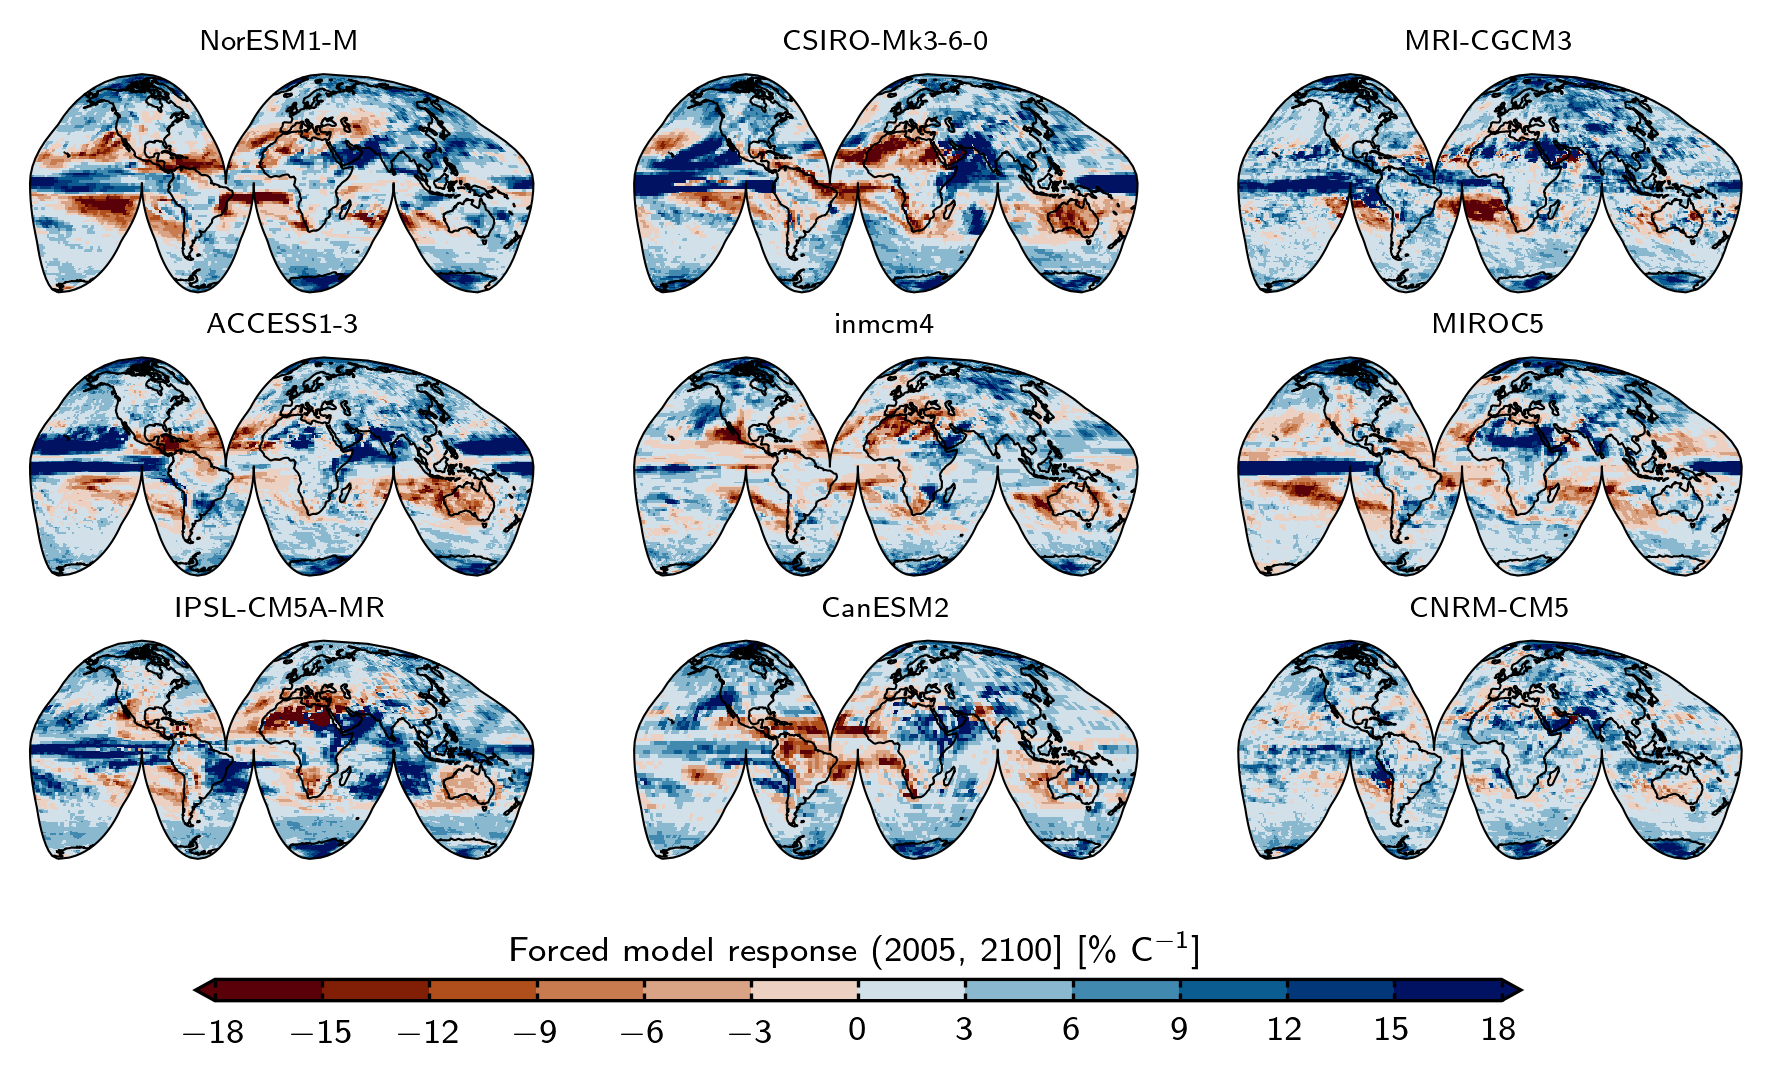 NorESM1-M CSIRO-Mk3-6-0 MRI-CGCM3
ACCESS1-3 inmcm4 MIROC5
IPSL-CM5A-MR CanESM2 CNRM-CM5
Forced model response (2005, 2100] [% C⁻¹]
−18 −15 −12 −9 −6 −3 0 3 6 9 12 15 18